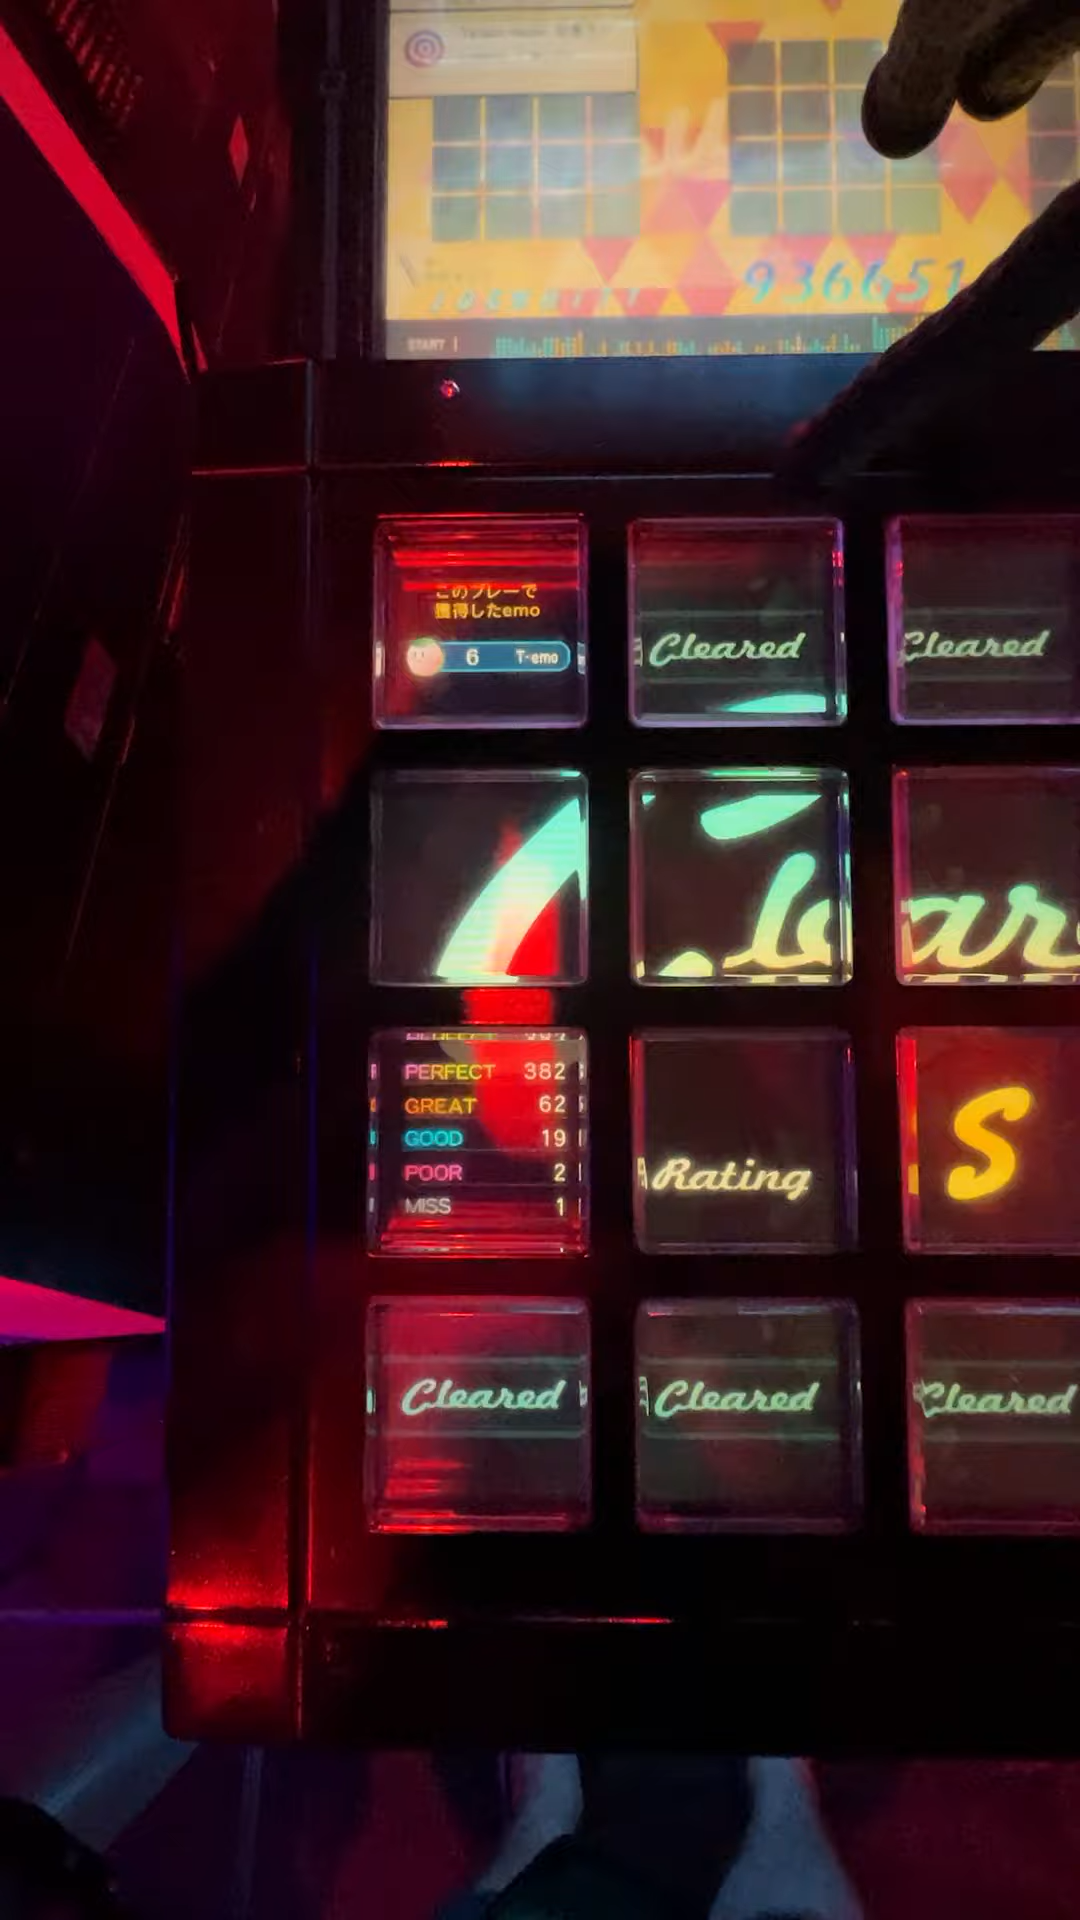 936651
START
このプレーで
獲得したemo
6 T-emo
Cleared
Cleared
lear
PERFECT 382
GREAT 62
GOOD 19
POOR 2
MISS 1
Rating
S
Cleared
Cleared
Cleared